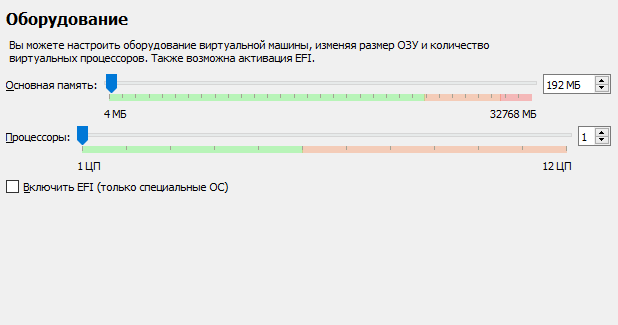 Оборудование
Вы можете настроить оборудование виртуальной машины, изменяя размер ОЗУ и количество
виртуальных процессоров. Также возможна активация EFI.
Основная память: 192 МБ
4 МБ 32768 МБ
Процессоры: 1
1 ЦП 12 ЦП
Включить EFI (только специальные ОС)